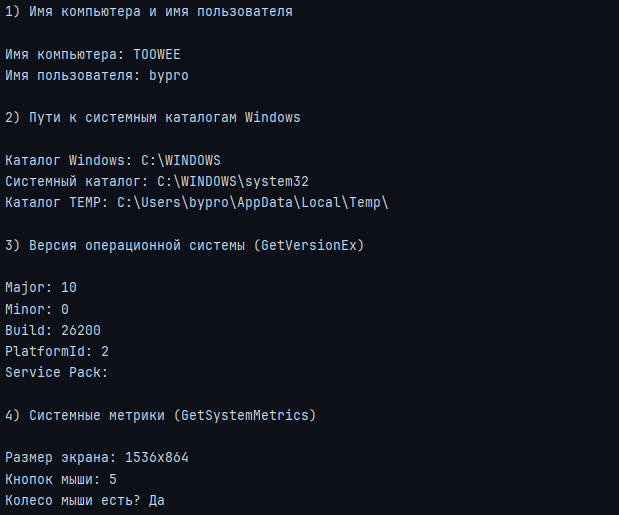 1) Имя компьютера и имя пользователя
Имя компьютера: TOOWEE
Имя пользователя: bypro
2) Пути к системным каталогам Windows
Каталог Windows: C:\WINDOWS
Системный каталог: C:\WINDOWS\system32
Каталог TEMP: C:\Users\bypro\AppData\Local\Temp\
3) Версия операционной системы (GetVersionEx)
Major: 10
Minor: 0
Build: 26200
PlatformId: 2
Service Pack:
4) Системные метрики (GetSystemMetrics)
Размер экрана: 1536x864
Кнопок мыши: 5
Колесо мыши есть? Да